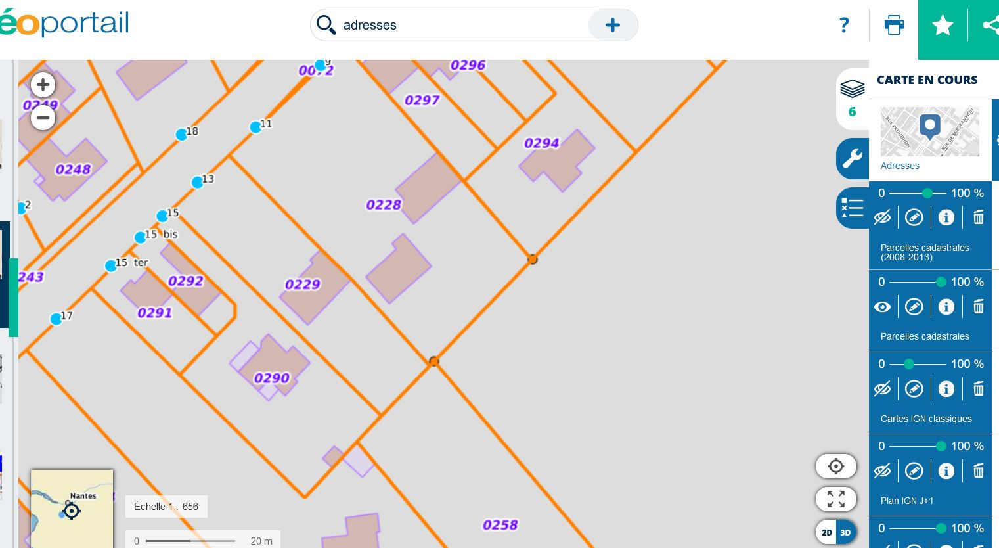 éoportail
adresses
?
CARTE EN COURS
6
RUE PROUDHON
RUE DE SUBSTANTION
Adresses
0 100 %
Parcelles cadastrales
(2008-2013)
0 100 %
Parcelles cadastrales
0 100 %
Cartes IGN classiques
0 100 %
Plan IGN J+1
0 100 %
9
0072
0296
0297
0249
18
11
0294
0248
13
2
0228
15
15 bis
15 ter
243
0292
0229
0291
17
0290
0258
Nantes
Échelle 1 : 656
0 20 m
2D 3D